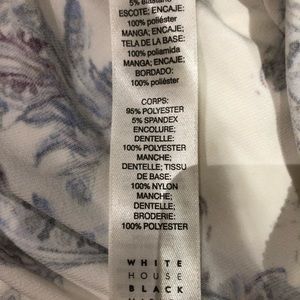 5% elastano
ESCOTE; ENCAJE:
100% poliéster
MANGA; ENCAJE;
TELA DE LA BASE:
100% poliamida
MANGA; ENCAJE;
BORDADO:
100% poliéster
CORPS:
95% POLYESTER
5% SPANDEX
ENCOLURE;
DENTELLE:
100% POLYESTER
MANCHE;
DENTELLE; TISSU
DE BASE:
100% NYLON
MANCHE;
DENTELLE;
BRODERIE:
100% POLYESTER
WHITE
HOUSE
BLACK